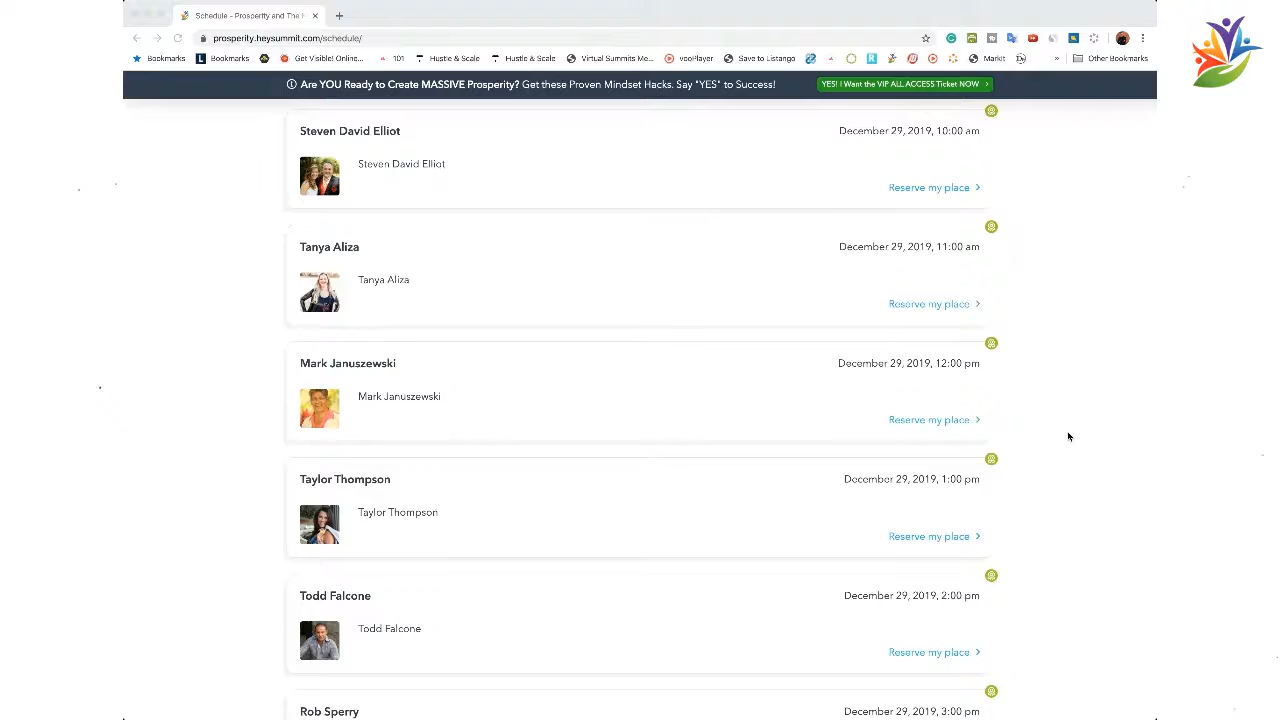 Schedule - Prosperity and The H
prosperity.heysummit.com/schedule/
Bookmarks Bookmarks Get Visible! Online... 101 Hustle & Scale Hustle & Scale Virtual Summits Me... vooPlayer Save to Listango Markit » Other Bookmarks
Are YOU Ready to Create MASSIVE Prosperity? Get these Proven Mindset Hacks. Say "YES" to Success! YES! I Want the VIP ALL ACCESS Ticket NOW
Steven David Elliot December 29, 2019, 10:00 am
Steven David Elliot
Reserve my place
Tanya Aliza December 29, 2019, 11:00 am
Tanya Aliza
Reserve my place
Mark Januszewski December 29, 2019, 12:00 pm
Mark Januszewski
Reserve my place
Taylor Thompson December 29, 2019, 1:00 pm
Taylor Thompson
Reserve my place
Todd Falcone December 29, 2019, 2:00 pm
Todd Falcone
Reserve my place
Rob Sperry December 29, 2019, 3:00 pm